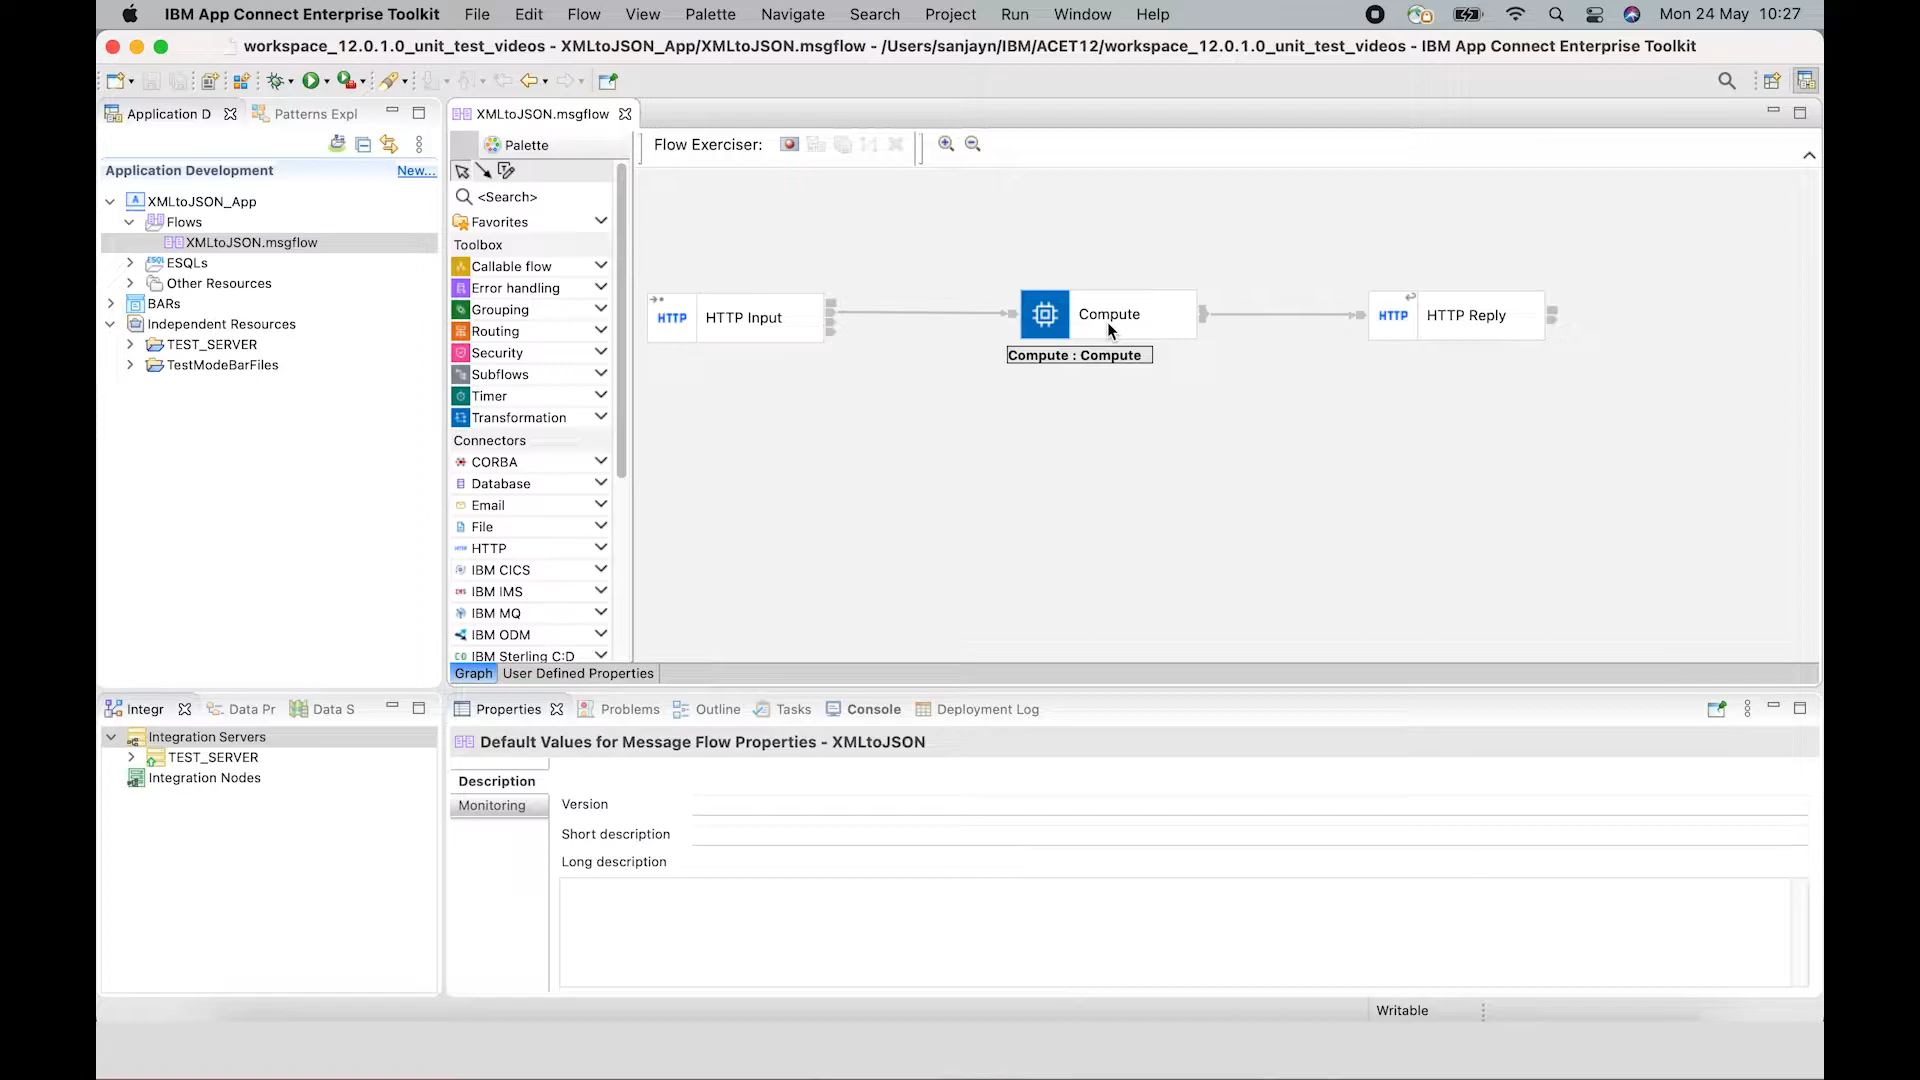 IBM App Connect Enterprise Toolkit File Edit Flow View Palette Navigate Search Project Run Window Help Mon 24 May 10:27
workspace_12.0.1.0_unit_test_videos - XMLtoJSON_App/XMLtoJSON.msgflow - /Users/sanjayn/IBM/ACET12/workspace_12.0.1.0_unit_test_videos - IBM App Connect Enterprise Toolkit
Application D Patterns Expl
Application Development New...
XMLtoJSON_App
Flows
XMLtoJSON.msgflow
ESQLs
Other Resources
BARs
Independent Resources
TEST_SERVER
TestModeBarFiles
XMLtoJSON.msgflow
Palette
Flow Exerciser:
<Search>
Favorites
Toolbox
Callable flow
Error handling
Grouping
Routing
Security
Subflows
Timer
Transformation
Connectors
CORBA
Database
Email
File
HTTP
IBM CICS
IBM IMS
IBM MQ
IBM ODM
IBM Sterling C:D
HTTP HTTP Input
Compute
Compute : Compute
HTTP HTTP Reply
Graph User Defined Properties
Integr Data Pr Data S
Integration Servers
TEST_SERVER
Integration Nodes
Properties Problems Outline Tasks Console Deployment Log
Default Values for Message Flow Properties - XMLtoJSON
Description
Monitoring
Version
Short description
Long description
Writable